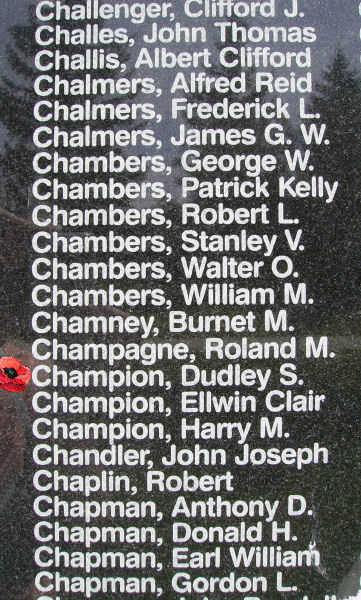 Challenger, Clifford J.
Challes, John Thomas
Challis, Albert Clifford
Chalmers, Alfred Reid
Chalmers, Frederick L.
Chalmers, James G. W.
Chambers, George W.
Chambers, Patrick Kelly
Chambers, Robert L.
Chambers, Stanley V.
Chambers, Walter O.
Chambers, William M.
Chamney, Burnet M.
Champagne, Roland M.
Champion, Dudley S.
Champion, Ellwin Clair
Champion, Harry M.
Chandler, John Joseph
Chaplin, Robert
Chapman, Anthony D.
Chapman, Donald H.
Chapman, Earl William
Chapman, Gordon L.